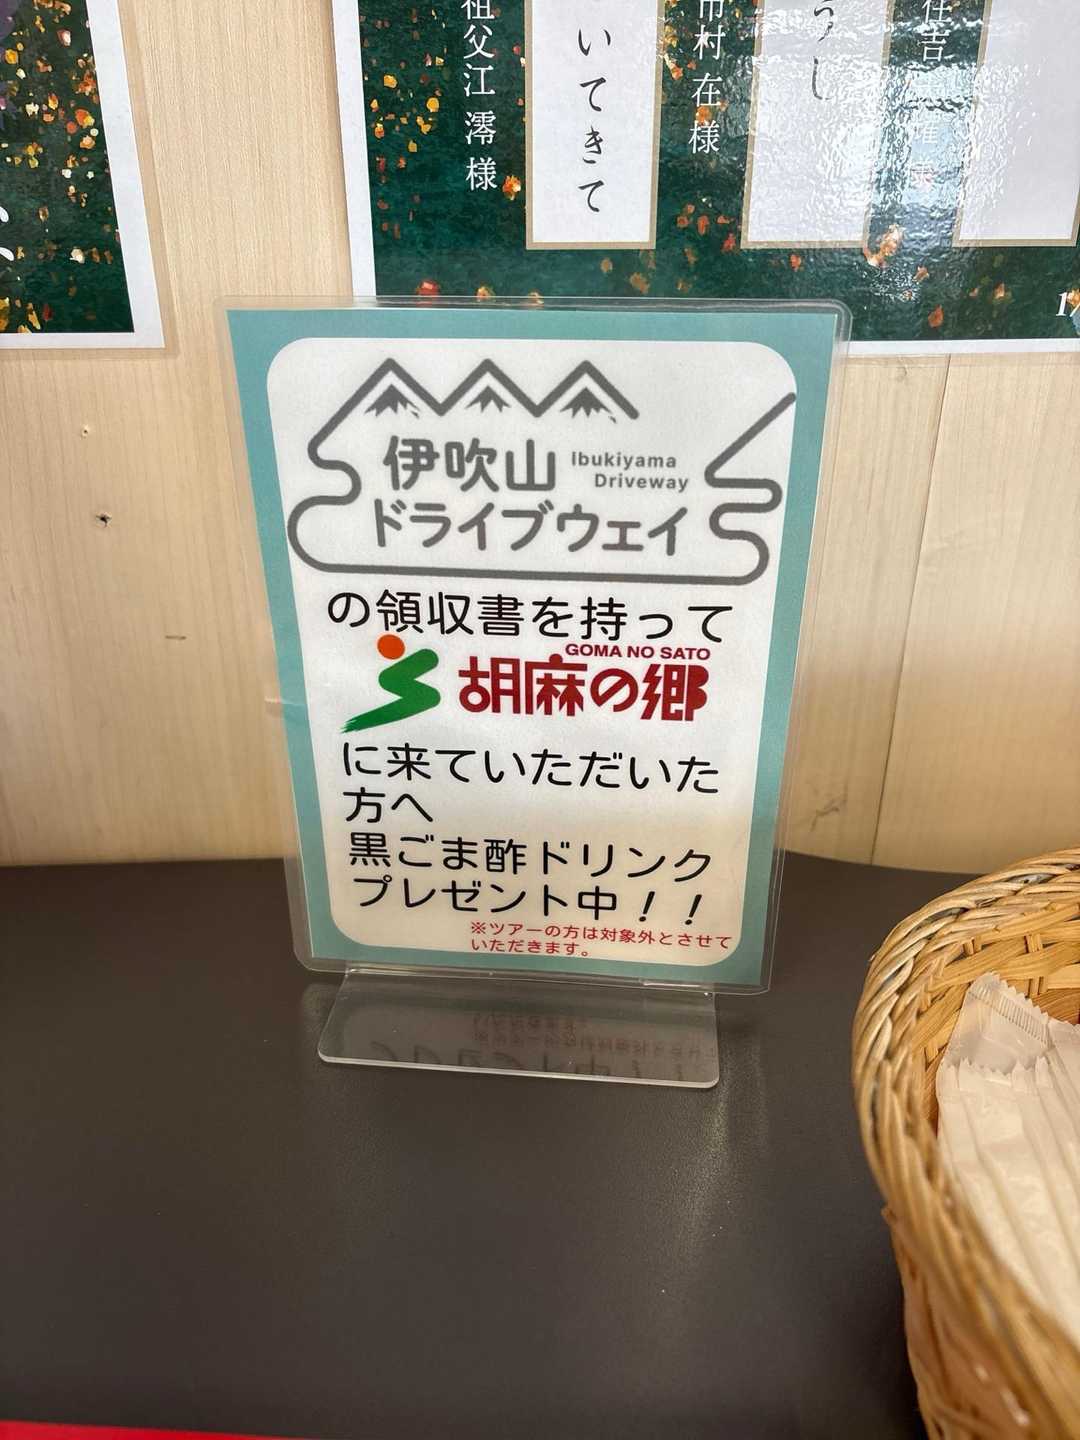 祖父江 澪 様
いてきて
市村 在 様
伊吹山
Ibukiyama
Driveway
ドライブウェイ
の領収書を持って
GOMA NO SATO
胡麻の郷
に来ていただいた
方へ
黒ごま酢ドリンク
プレゼント中！！
※ツアーの方は対象外とさせて
いただきます。